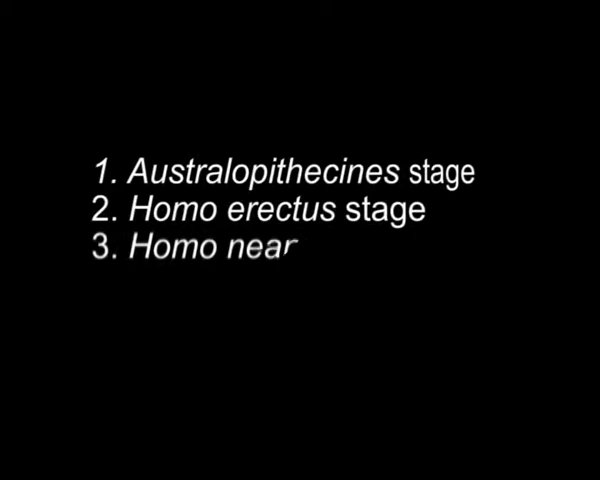 1. Australopithecines stage
2. Homo erectus stage
3. Homo near